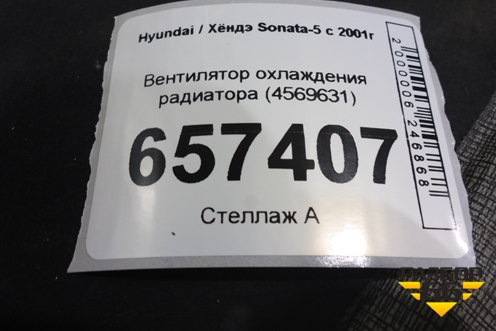 Hyundai / Хёндэ Sonata-5 с 2001г
Вентилятор охлаждения
радиатора (4569631)
657407
Стеллаж А
2000006246868